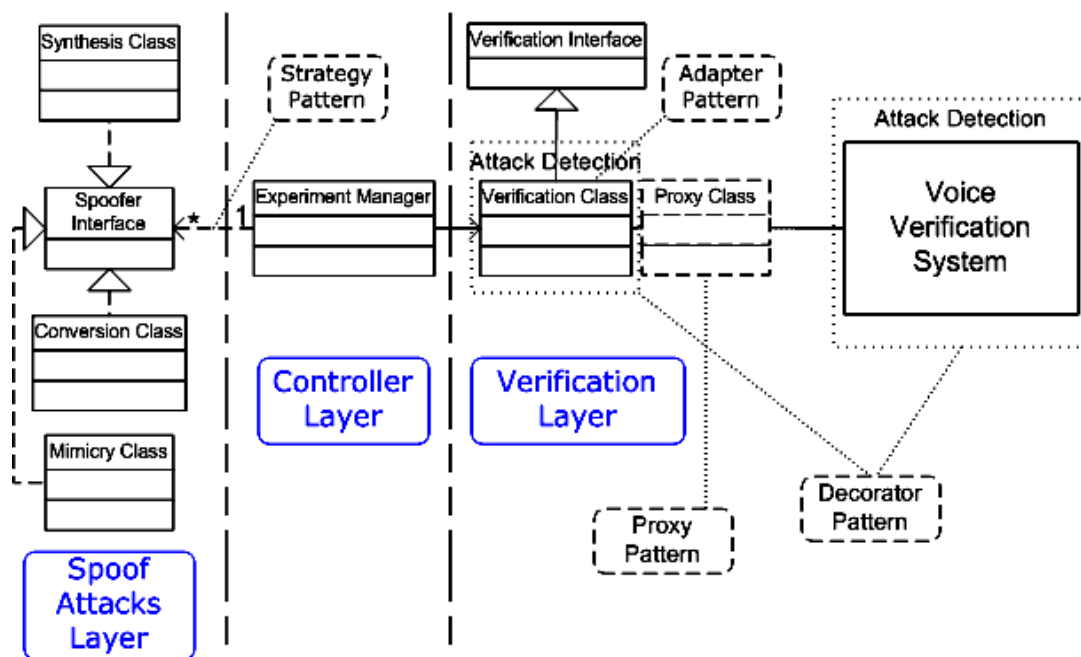 Synthesis Class
Spoofer
Interface
Conversion Class
Mimicry Class
Spoof
Attacks
Layer
Strategy
Pattern
*
1
Experiment Manager
Controller
Layer
Verification Interface
Adapter
Pattern
Attack Detection
Verification Class
Proxy Class
Verification
Layer
Proxy
Pattern
Attack Detection
Voice
Verification
System
Decorator
Pattern